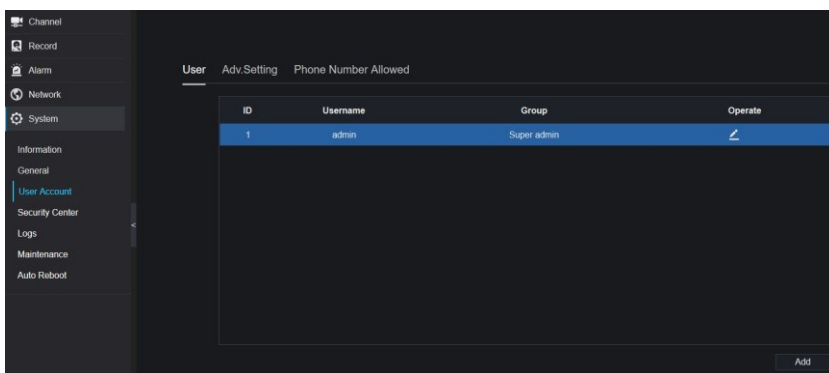 Channel
Record
Alarm
Network
System
Information
General
User Account
Security Center
Logs
Maintenance
Auto Reboot
<
User Adv.Setting Phone Number Allowed
ID Username Group Operate
1 admin Super admin
Add